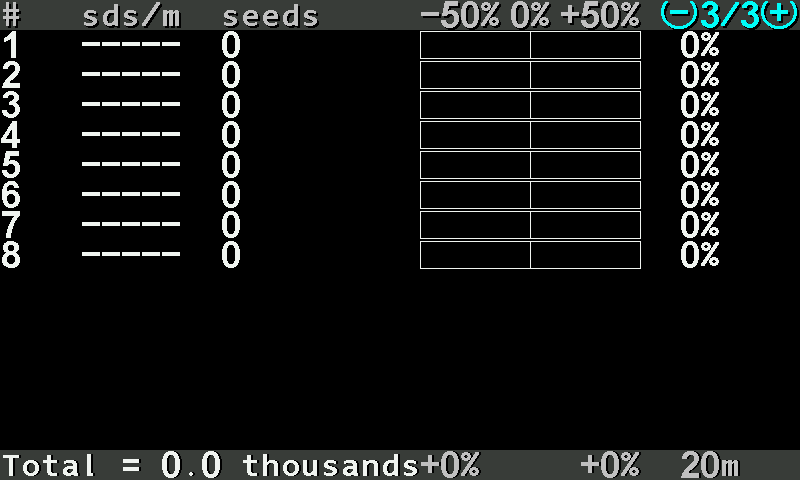 # sds/m seeds -50% 0% +50% (-)3/3(+)
1 ----- 0 0%
2 ----- 0 0%
3 ----- 0 0%
4 ----- 0 0%
5 ----- 0 0%
6 ----- 0 0%
7 ----- 0 0%
8 ----- 0 0%
Total = 0.0 thousands+0% +0% 20m